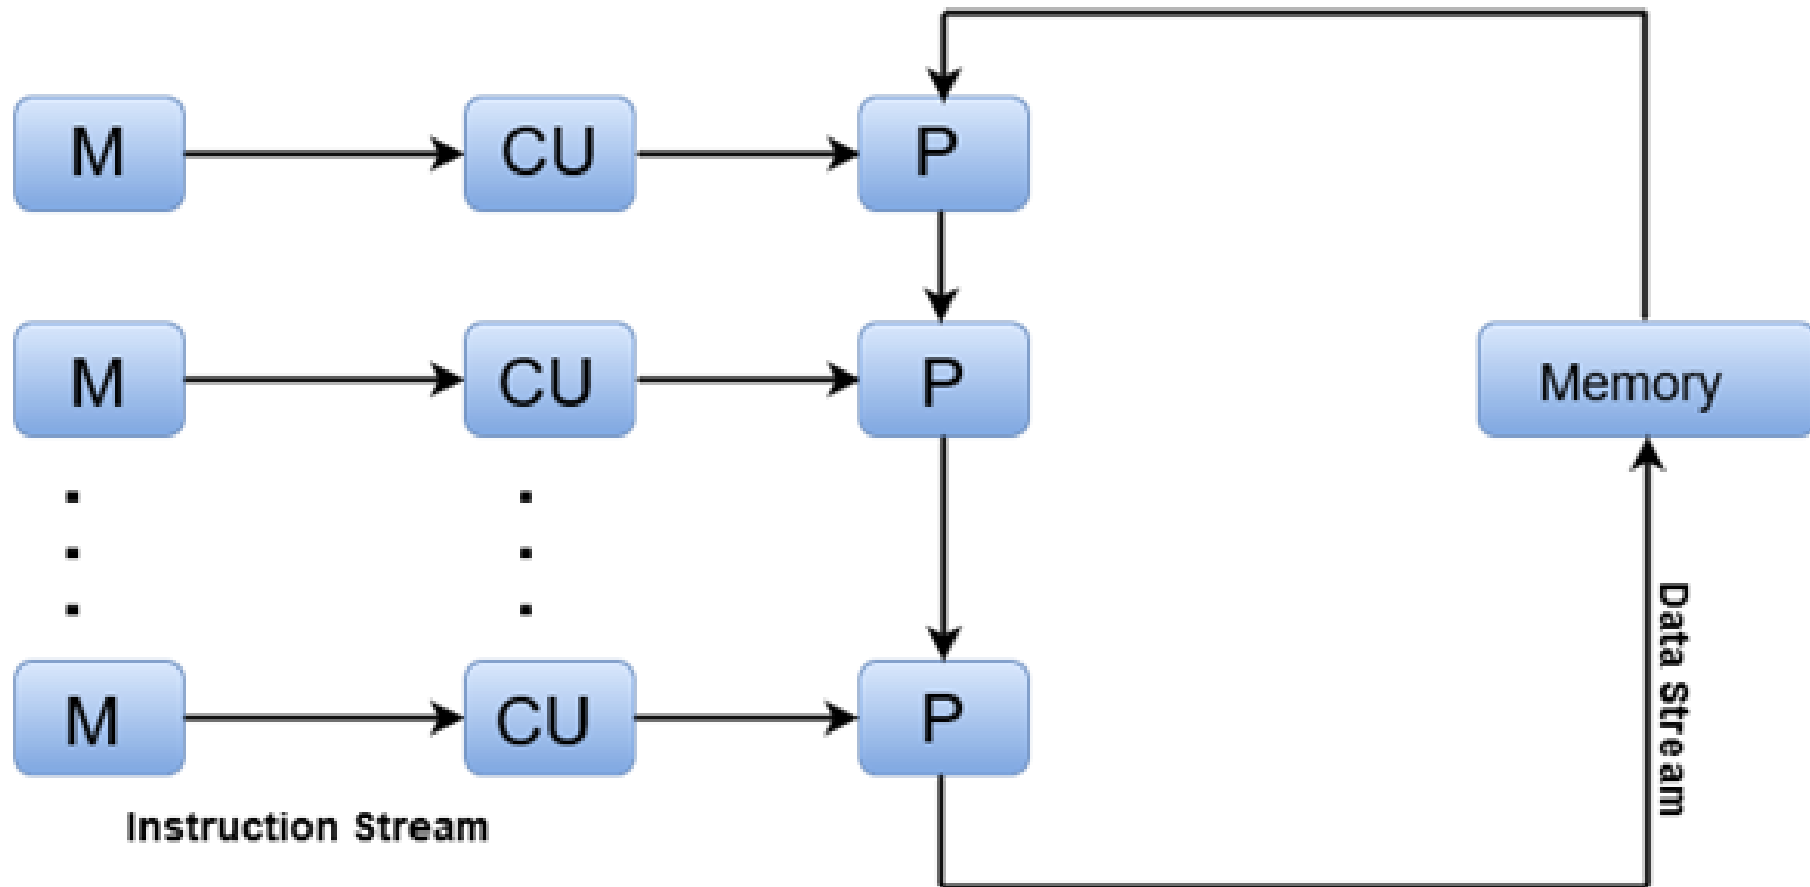 M CU P
M CU P
Memory
M CU P
Data Stream
Instruction Stream